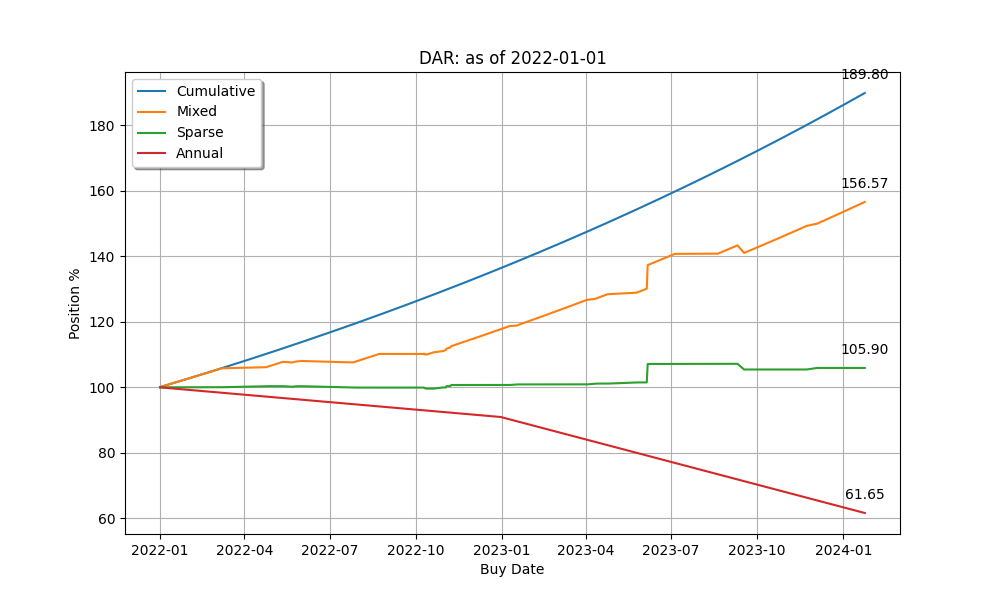 DAR: as of 2022-01-01
189.80
Cumulative
Mixed
Sparse
Annual
180
160
140
120
100
80
60
156.57
105.90
61.65
Position %
2022-01 2022-04 2022-07 2022-10 2023-01 2023-04 2023-07 2023-10 2024-01
Buy Date